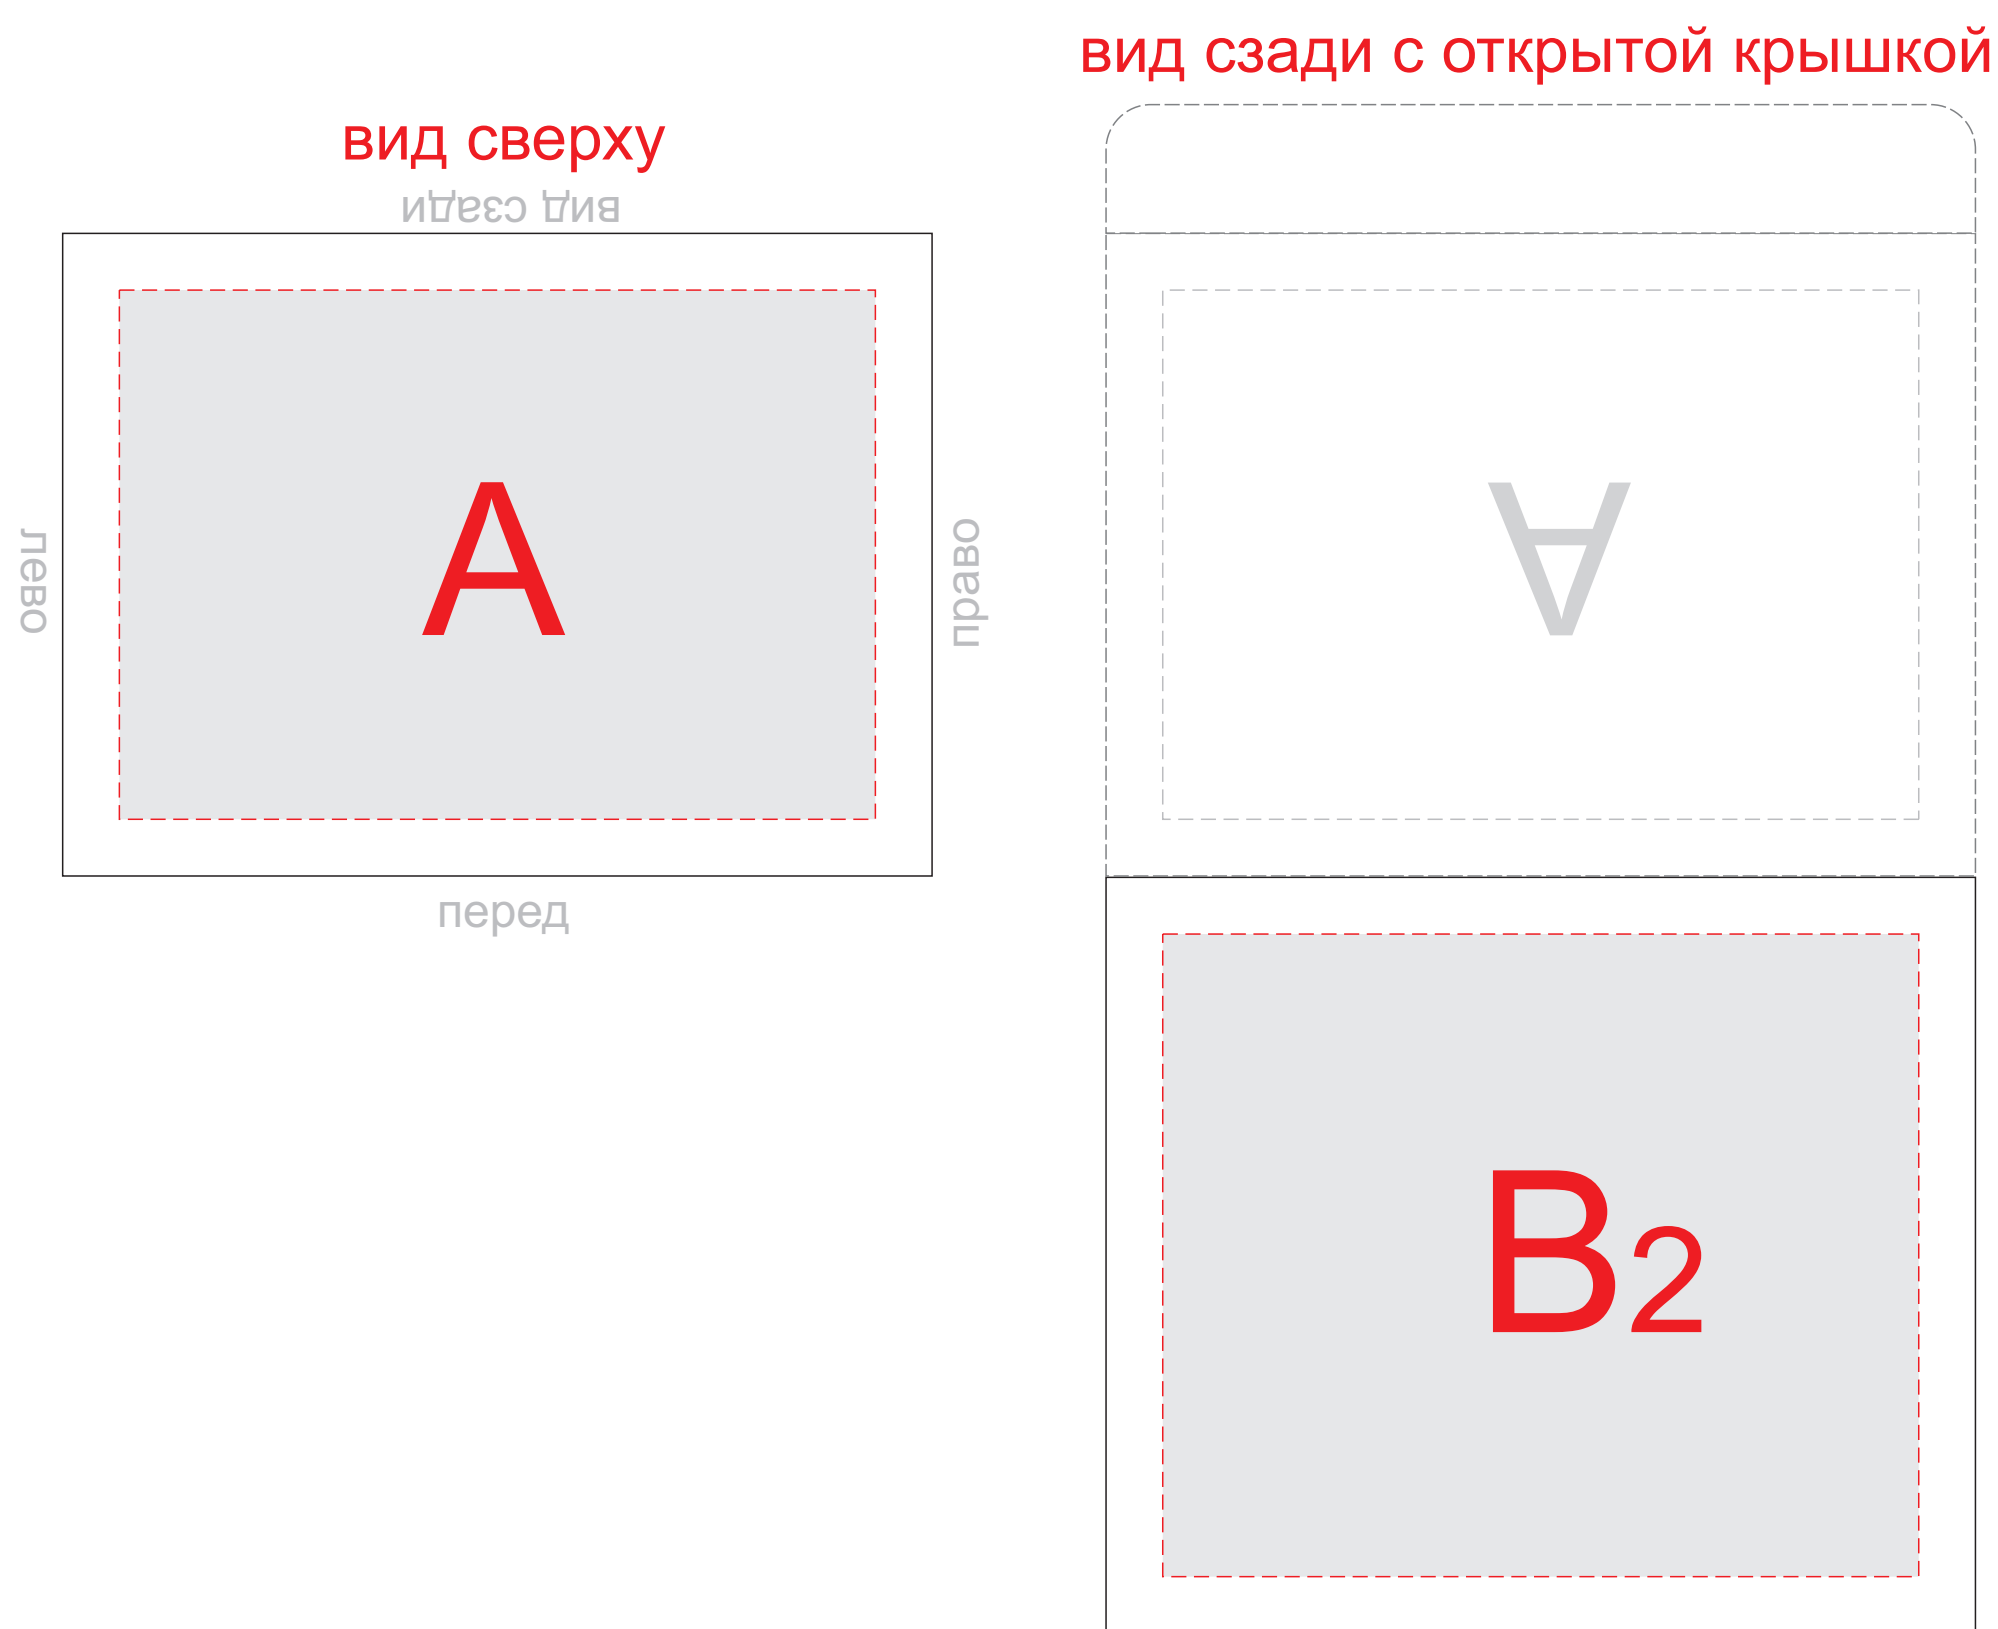 вид сверху
вид сзади
лево
A
право
перед
вид сзади с открытой крышкой
A
B2